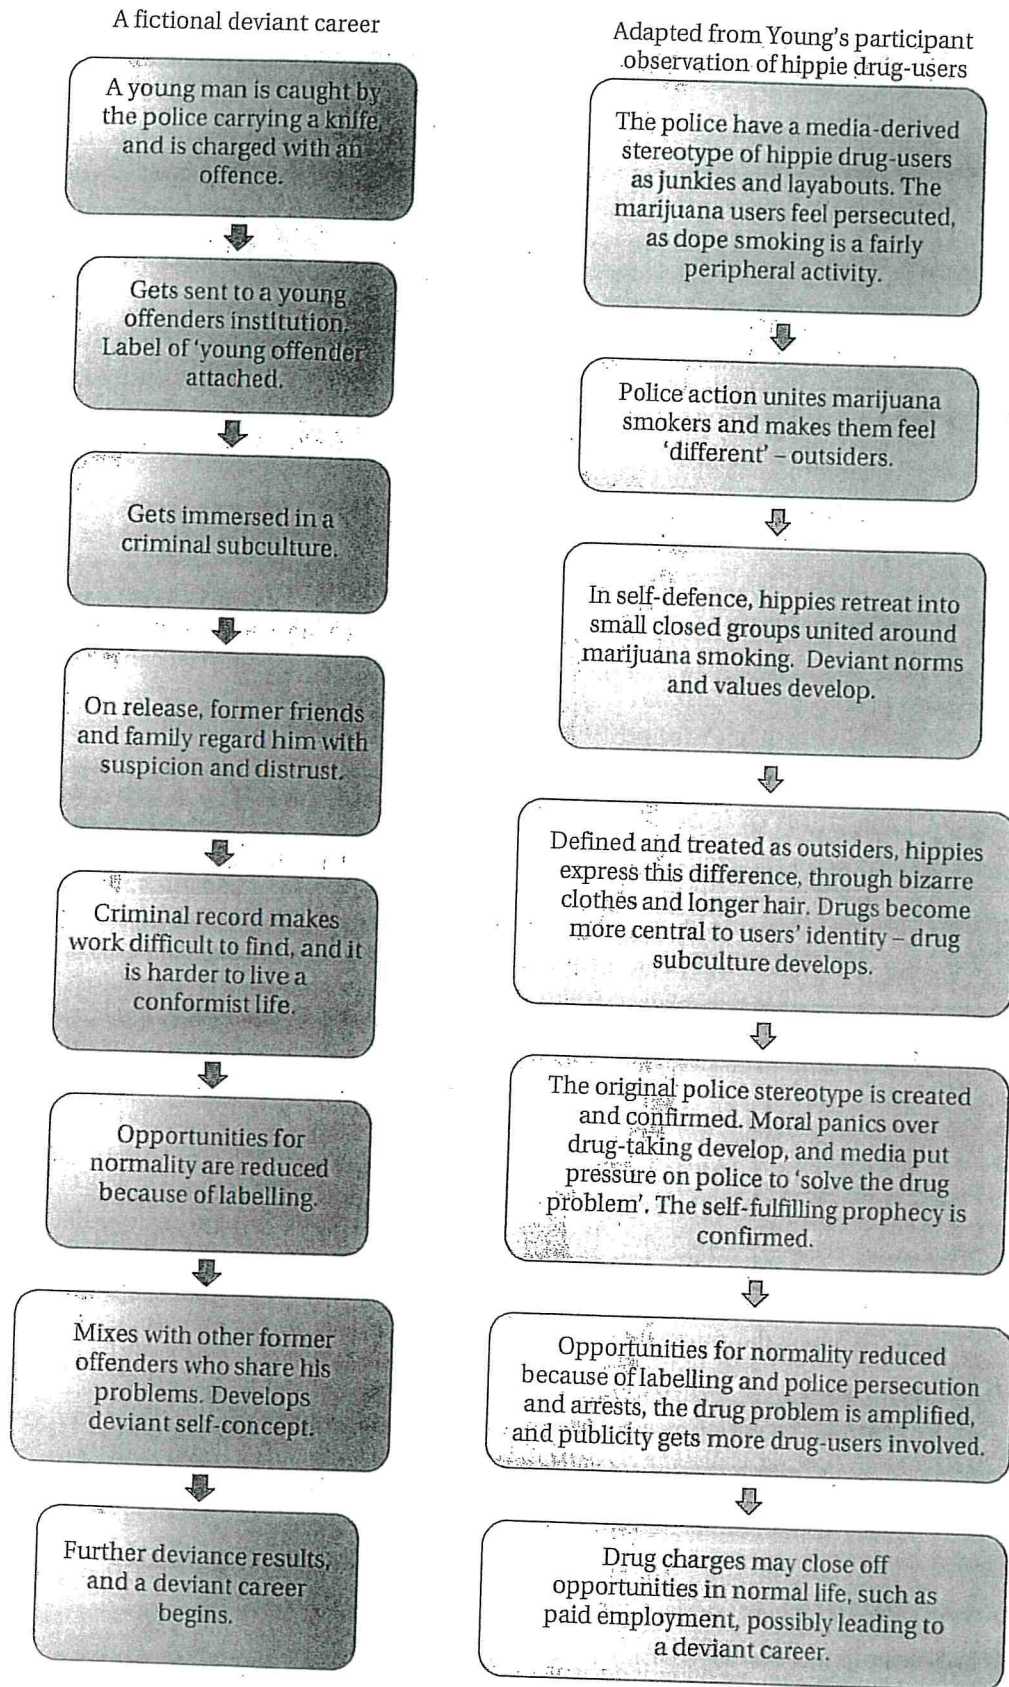 A fictional deviant career
A young man is caught by
the police carrying a knife,
and is charged with an
offence.
Gets sent to a young
offenders institution.
Label of ‘young offender’
attached.
Gets immersed in a
criminal subculture.
On release, former friends
and family regard him with
suspicion and distrust.
Criminal record makes
work difficult to find, and it
is harder to live a
conformist life.
Opportunities for
normality are reduced
because of labelling.
Mixes with other former
offenders who share his
problems. Develops
deviant self-concept.
Further deviance results,
and a deviant career
begins.
Adapted from Young’s participant
observation of hippie drug-users
The police have a media-derived
stereotype of hippie drug-users
as junkies and layabouts. The
marijuana users feel persecuted,
as dope smoking is a fairly
peripheral activity.
Police action unites marijuana
smokers and makes them feel
‘different’ – outsiders.
In self-defence, hippies retreat into
small closed groups united around
marijuana smoking. Deviant norms
and values develop.
Defined and treated as outsiders, hippies
express this difference, through bizarre
clothes and longer hair. Drugs become
more central to users’ identity – drug
subculture develops.
The original police stereotype is created
and confirmed. Moral panics over
drug-taking develop, and media put
pressure on police to ‘solve the drug
problem’. The self-fulfilling prophecy is
confirmed.
Opportunities for normality reduced
because of labelling and police persecution
and arrests, the drug problem is amplified,
and publicity gets more drug-users involved.
Drug charges may close off
opportunities in normal life, such as
paid employment, possibly leading to
a deviant career.